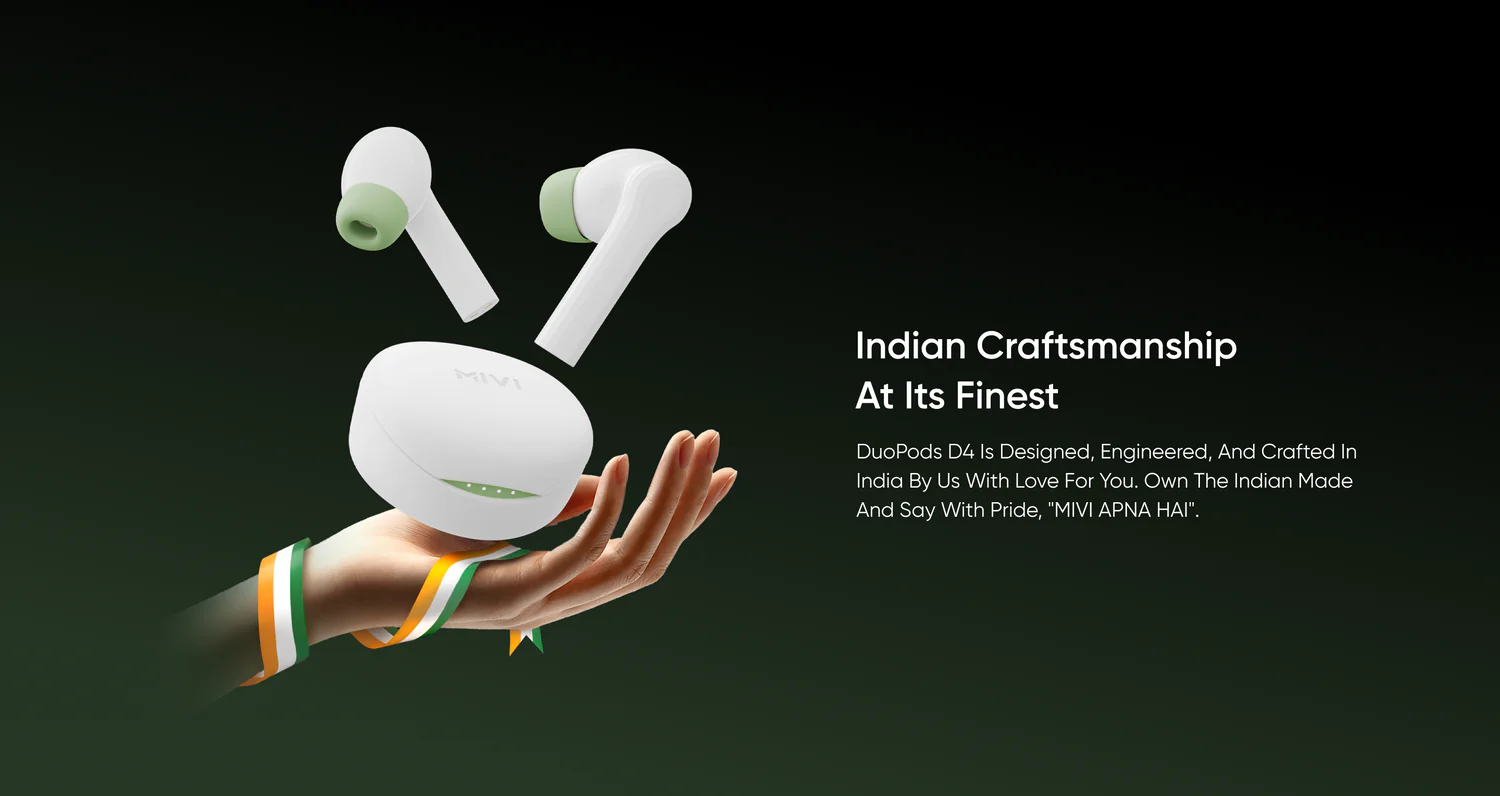 MIVI
Indian Craftsmanship
At Its Finest
DuoPods D4 Is Designed, Engineered, And Crafted In
India By Us With Love For You. Own The Indian Made
And Say With Pride, "MIVI APNA HAI".